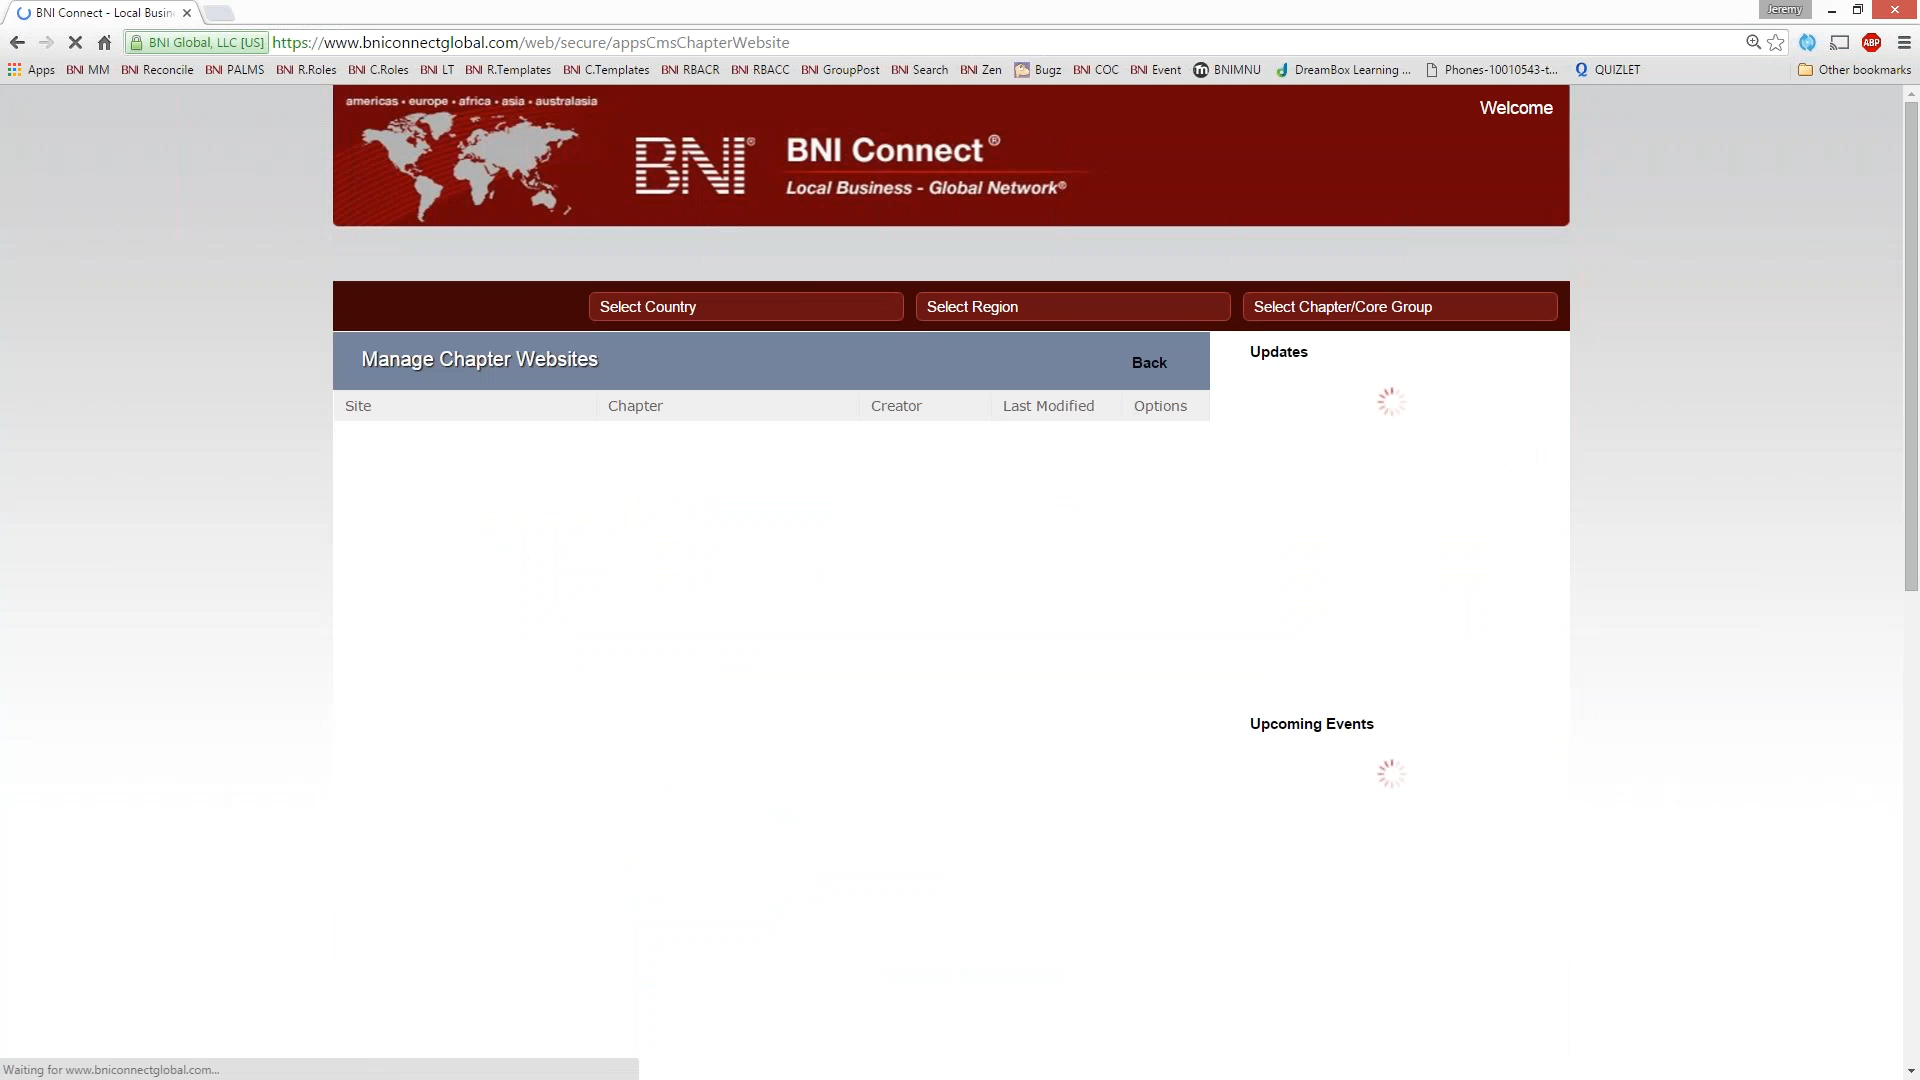 BNI Connect - Local Busin
Jeremy
BNI Global, LLC [US]
https://www.bniconnectglobal.com/web/secure/appsCmsChapterWebsite
ABP
Apps BNI MM BNI Reconcile BNI PALMS BNI R.Roles BNI C.Roles BNI LT BNI R.Templates BNI C.Templates BNI RBACR BNI RBACC BNI GroupPost BNI Search BNI Zen Bugz BNI COC BNI Event BNIMNU DreamBox Learning ... Phones-10010543-t... QUIZLET Other bookmarks
americas • europe • africa • asia • australasia
Welcome
BNI®
BNI Connect®
Local Business - Global Network®
Select Country
Select Region
Select Chapter/Core Group
Manage Chapter Websites
Back
Updates
Site Chapter Creator Last Modified Options
Upcoming Events
Waiting for www.bniconnectglobal.com...